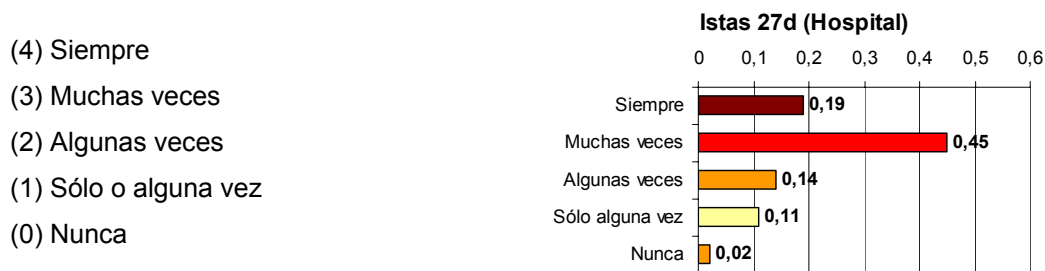 (4) Siempre
(3) Muchas veces
(2) Algunas veces
(1) Sólo o alguna vez
(0) Nunca
Istas 27d (Hospital)
0 0,1 0,2 0,3 0,4 0,5 0,6
Siempre 0,19
Muchas veces 0,45
Algunas veces 0,14
Sólo alguna vez 0,11
Nunca 0,02